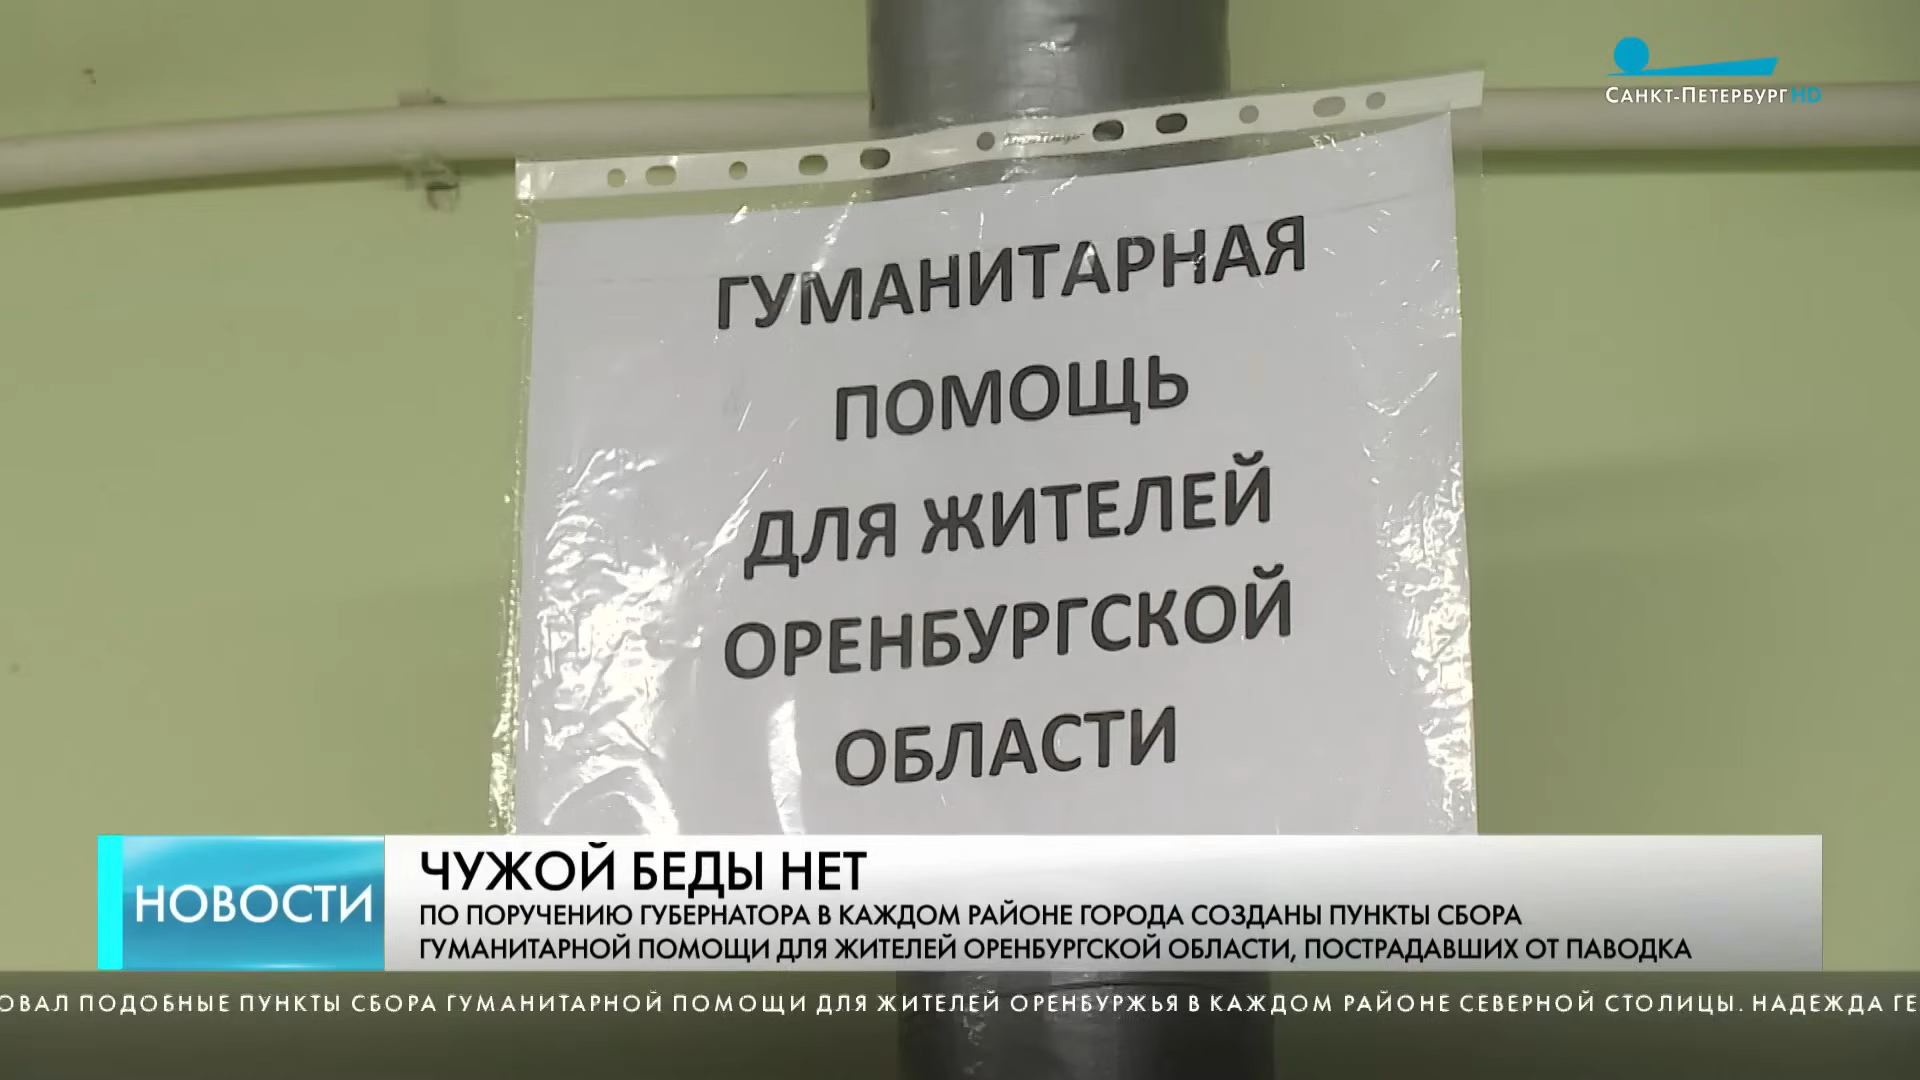 САНКТ-ПЕТЕРБУРГ HD
ГУМАНИТАРНАЯ
ПОМОЩЬ
ДЛЯ ЖИТЕЛЕЙ
ОРЕНБУРГСКОЙ
ОБЛАСТИ
НОВОСТИ
ЧУЖОЙ БЕДЫ НЕТ
ПО ПОРУЧЕНИЮ ГУБЕРНАТОРА В КАЖДОМ РАЙОНЕ ГОРОДА СОЗДАНЫ ПУНКТЫ СБОРА
ГУМАНИТАРНОЙ ПОМОЩИ ДЛЯ ЖИТЕЛЕЙ ОРЕНБУРГСКОЙ ОБЛАСТИ, ПОСТРАДАВШИХ ОТ ПАВОДКА
ОВАЛ ПОДОБНЫЕ ПУНКТЫ СБОРА ГУМАНИТАРНОЙ ПОМОЩИ ДЛЯ ЖИТЕЛЕЙ ОРЕНБУРЖЬЯ В КАЖДОМ РАЙОНЕ СЕВЕРНОЙ СТОЛИЦЫ. НАДЕЖДА ГЕ